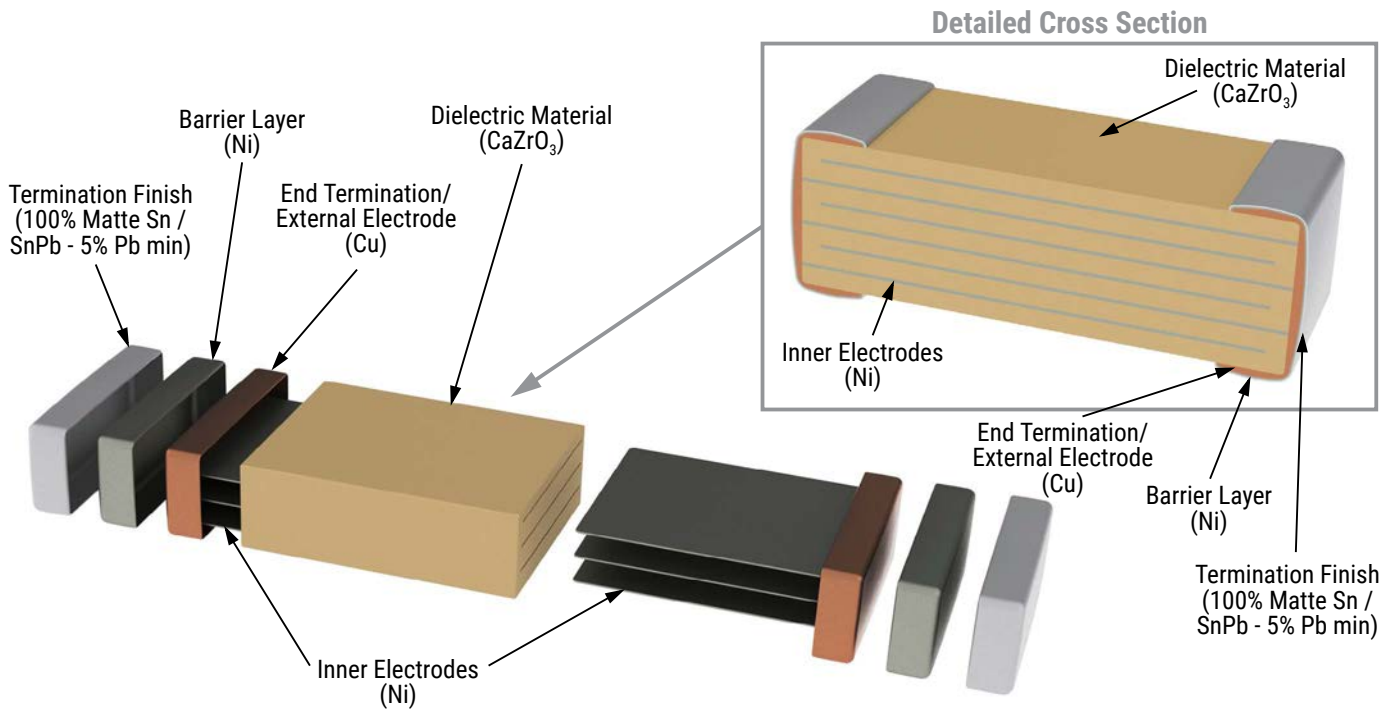 Detailed Cross Section
Dielectric Material
(CaZrO₃)
Inner Electrodes
(Ni)
End Termination/
External Electrode
(Cu)
Barrier Layer
(Ni)
Termination Finish
(100% Matte Sn /
SnPb - 5% Pb min)
Termination Finish
(100% Matte Sn /
SnPb - 5% Pb min)
Barrier Layer
(Ni)
End Termination/
External Electrode
(Cu)
Dielectric Material
(CaZrO₃)
Inner Electrodes
(Ni)